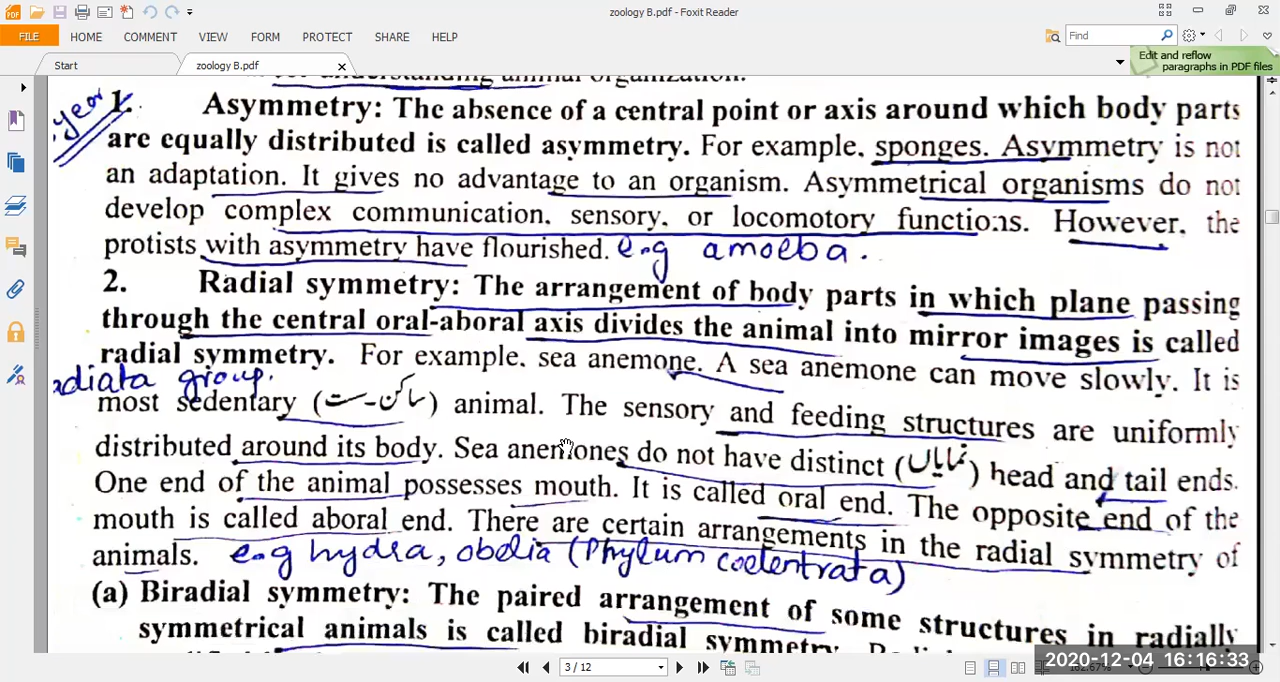 zoology B.pdf - Foxit Reader
FILE HOME COMMENT VIEW FORM PROTECT SHARE HELP
Find
Start zoology B.pdf
Edit and reflow
paragraphs in PDF files
year
1. Asymmetry: The absence of a central point or axis around which body parts
are equally distributed is called asymmetry. For example, sponges. Asymmetry is not
an adaptation. It gives no advantage to an organism. Asymmetrical organisms do not
develop complex communication, sensory, or locomotory functions. However, the
protists with asymmetry have flourished. e.g amoeba.
2. Radial symmetry: The arrangement of body parts in which plane passing
through the central oral-aboral axis divides the animal into mirror images is called
radial symmetry. For example, sea anemone. A sea anemone can move slowly. It is
adiata group.
most sedentary (ساکن۔ست) animal. The sensory and feeding structures are uniformly
distributed around its body. Sea anemones do not have distinct (نمایاں) head and tail ends.
One end of the animal possesses mouth. It is called oral end. The opposite end of the
mouth is called aboral end. There are certain arrangements in the radial symmetry of
animals. e.g hydra, obelia (Phylum coelentrata)
(a) Biradial symmetry: The paired arrangement of some structures in radially
symmetrical animals is called biradial symmetry.
3 / 12
2020-12-04 16:16:33